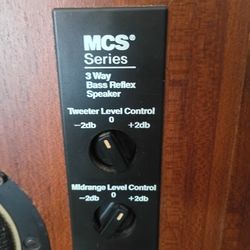 MCS®
Series
3 Way
Bass Reflex
Speaker
Tweeter Level Control
0
-2db +2db
Midrange Level Control
0
-2db +2db